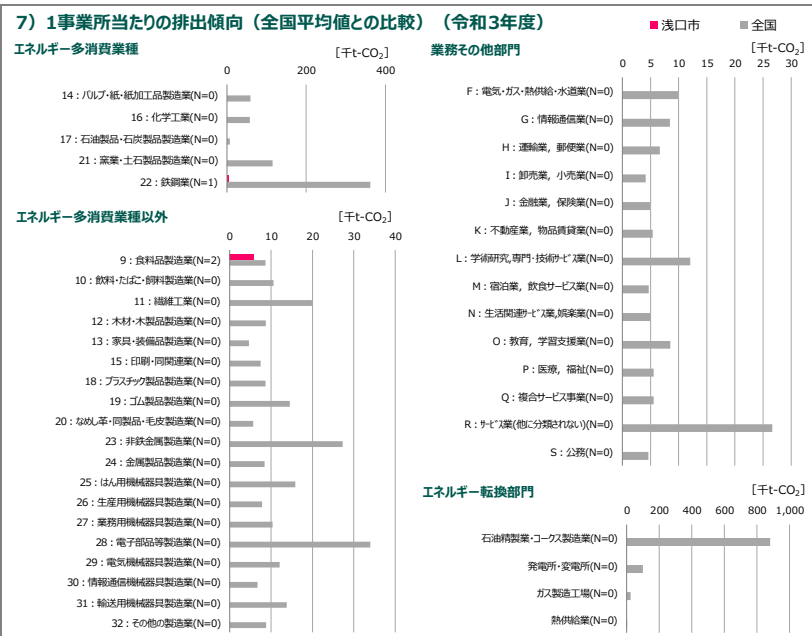 7）1事業所当たりの排出傾向（全国平均値との比較）（令和3年度）
浅口市 全国
エネルギー多消費業種
[千t-CO2]
0 200 400
14：パルプ・紙・紙加工品製造業(N=0)
16：化学工業(N=0)
17：石油製品・石炭製品製造業(N=0)
21：窯業・土石製品製造業(N=0)
22：鉄鋼業(N=1)
エネルギー多消費業種以外
[千t-CO2]
0 10 20 30 40
9：食料品製造業(N=2)
10：飲料・たばこ・飼料製造業(N=0)
11：繊維工業(N=0)
12：木材・木製品製造業(N=0)
13：家具・装備品製造業(N=0)
15：印刷・同関連業(N=0)
18：プラスチック製品製造業(N=0)
19：ゴム製品製造業(N=0)
20：なめし革・同製品・毛皮製造業(N=0)
23：非鉄金属製造業(N=0)
24：金属製品製造業(N=0)
25：はん用機械器具製造業(N=0)
26：生産用機械器具製造業(N=0)
27：業務用機械器具製造業(N=0)
28：電子部品等製造業(N=0)
29：電気機械器具製造業(N=0)
30：情報通信機械器具製造業(N=0)
31：輸送用機械器具製造業(N=0)
32：その他の製造業(N=0)
業務その他部門
[千t-CO2]
0 5 10 15 20 25 30
F：電気・ガス・熱供給・水道業(N=0)
G：情報通信業(N=0)
H：運輸業，郵便業(N=0)
I：卸売業，小売業(N=0)
J：金融業，保険業(N=0)
K：不動産業，物品賃貸業(N=0)
L：学術研究,専門・技術ｻｰﾋﾞｽ業(N=0)
M：宿泊業，飲食サービス業(N=0)
N：生活関連ｻｰﾋﾞｽ業,娯楽業(N=0)
O：教育，学習支援業(N=0)
P：医療，福祉(N=0)
Q：複合サービス事業(N=0)
R：ｻｰﾋﾞｽ業(他に分類されない)(N=0)
S：公務(N=0)
エネルギー転換部門
[千t-CO2]
0 200 400 600 800 1,000
石油精製業・コークス製造業(N=0)
発電所・変電所(N=0)
ガス製造工場(N=0)
熱供給業(N=0)